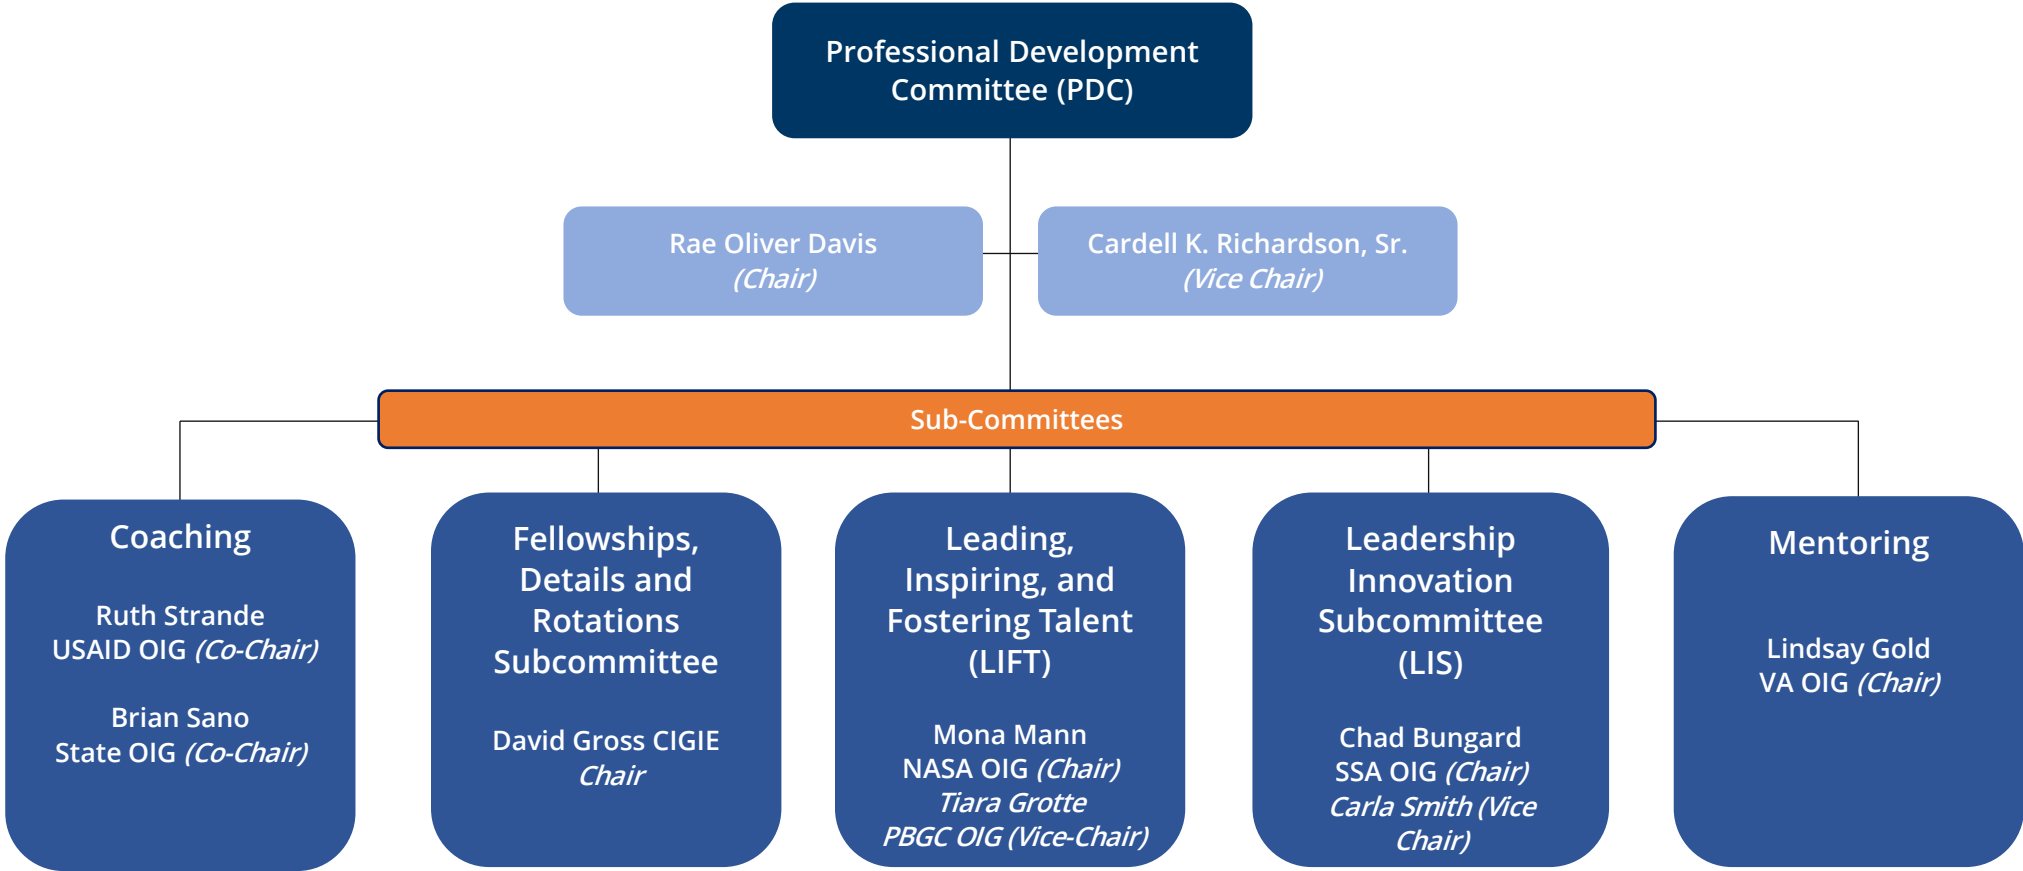 Professional Development
Committee (PDC)
Rae Oliver Davis
(Chair)
Cardell K. Richardson, Sr.
(Vice Chair)
Sub-Committees
Coaching
Ruth Strande
USAID OIG (Co-Chair)
Brian Sano
State OIG (Co-Chair)
Fellowships,
Details and
Rotations
Subcommittee
David Gross CIGIE
Chair
Leading,
Inspiring, and
Fostering Talent
(LIFT)
Mona Mann
NASA OIG (Chair)
Tiara Grotte
PBGC OIG (Vice-Chair)
Leadership
Innovation
Subcommittee
(LIS)
Chad Bungard
SSA OIG (Chair)
Carla Smith (Vice
Chair)
Mentoring
Lindsay Gold
VA OIG (Chair)